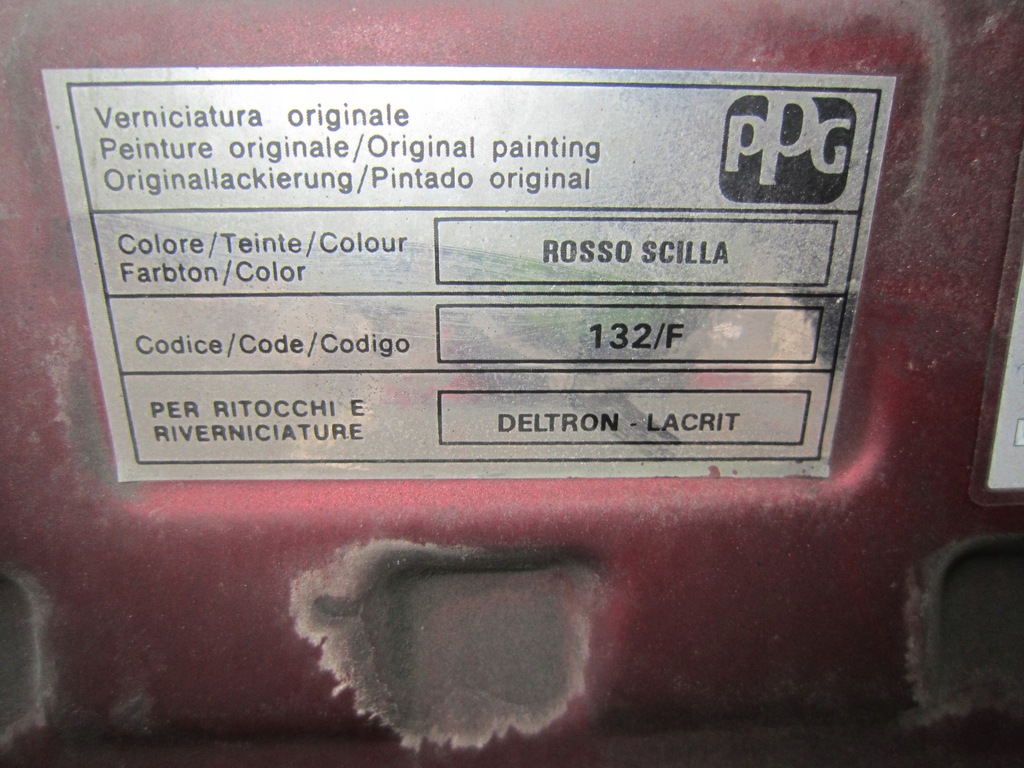 Verniciatura originale
Peinture originale/Original painting
Originallackierung/Pintado original
PPG
Colore/Teinte/Colour
Farbton/Color
ROSSO SCILLA
Codice/Code/Codigo
132/F
PER RITOCCHI E
RIVERNICIATURE
DELTRON - LACRIT